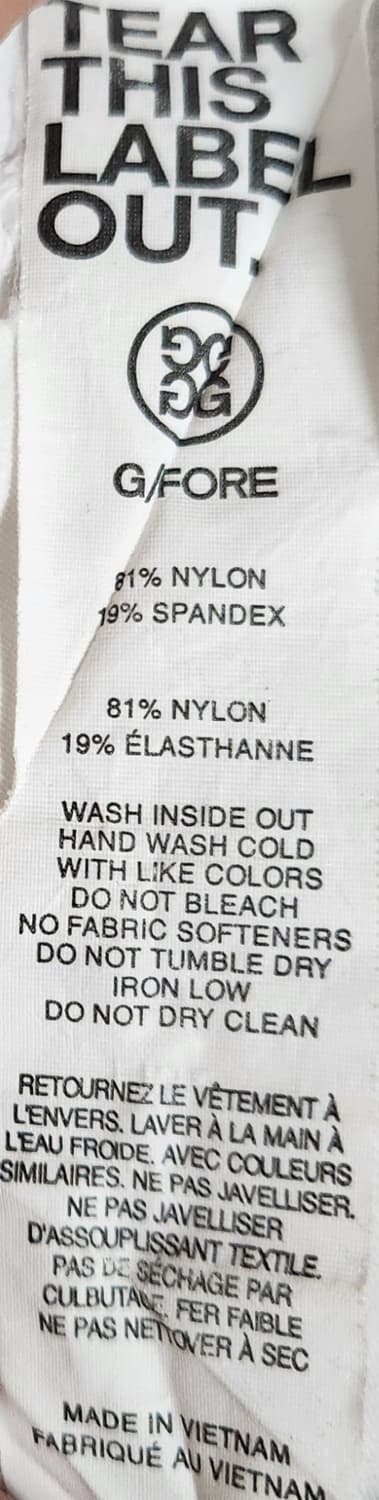 TEAR
THIS
LABEL
OUT.
G/FORE
81% NYLON
19% SPANDEX
81% NYLON
19% ÉLASTHANNE
WASH INSIDE OUT
HAND WASH COLD
WITH LIKE COLORS
DO NOT BLEACH
NO FABRIC SOFTENERS
DO NOT TUMBLE DRY
IRON LOW
DO NOT DRY CLEAN
RETOURNEZ LE VÊTEMENT À
L'ENVERS. LAVER À LA MAIN À
L'EAU FROIDE. AVEC COULEURS
SIMILAIRES. NE PAS JAVELLISER.
NE PAS JAVELLISER
D'ASSOUPLISSANT TEXTILE.
PAS DE SÉCHAGE PAR
CULBUTAGE. FER FAIBLE
NE PAS NETTOYER À SEC
MADE IN VIETNAM
FABRIQUÉ AU VIETNAM